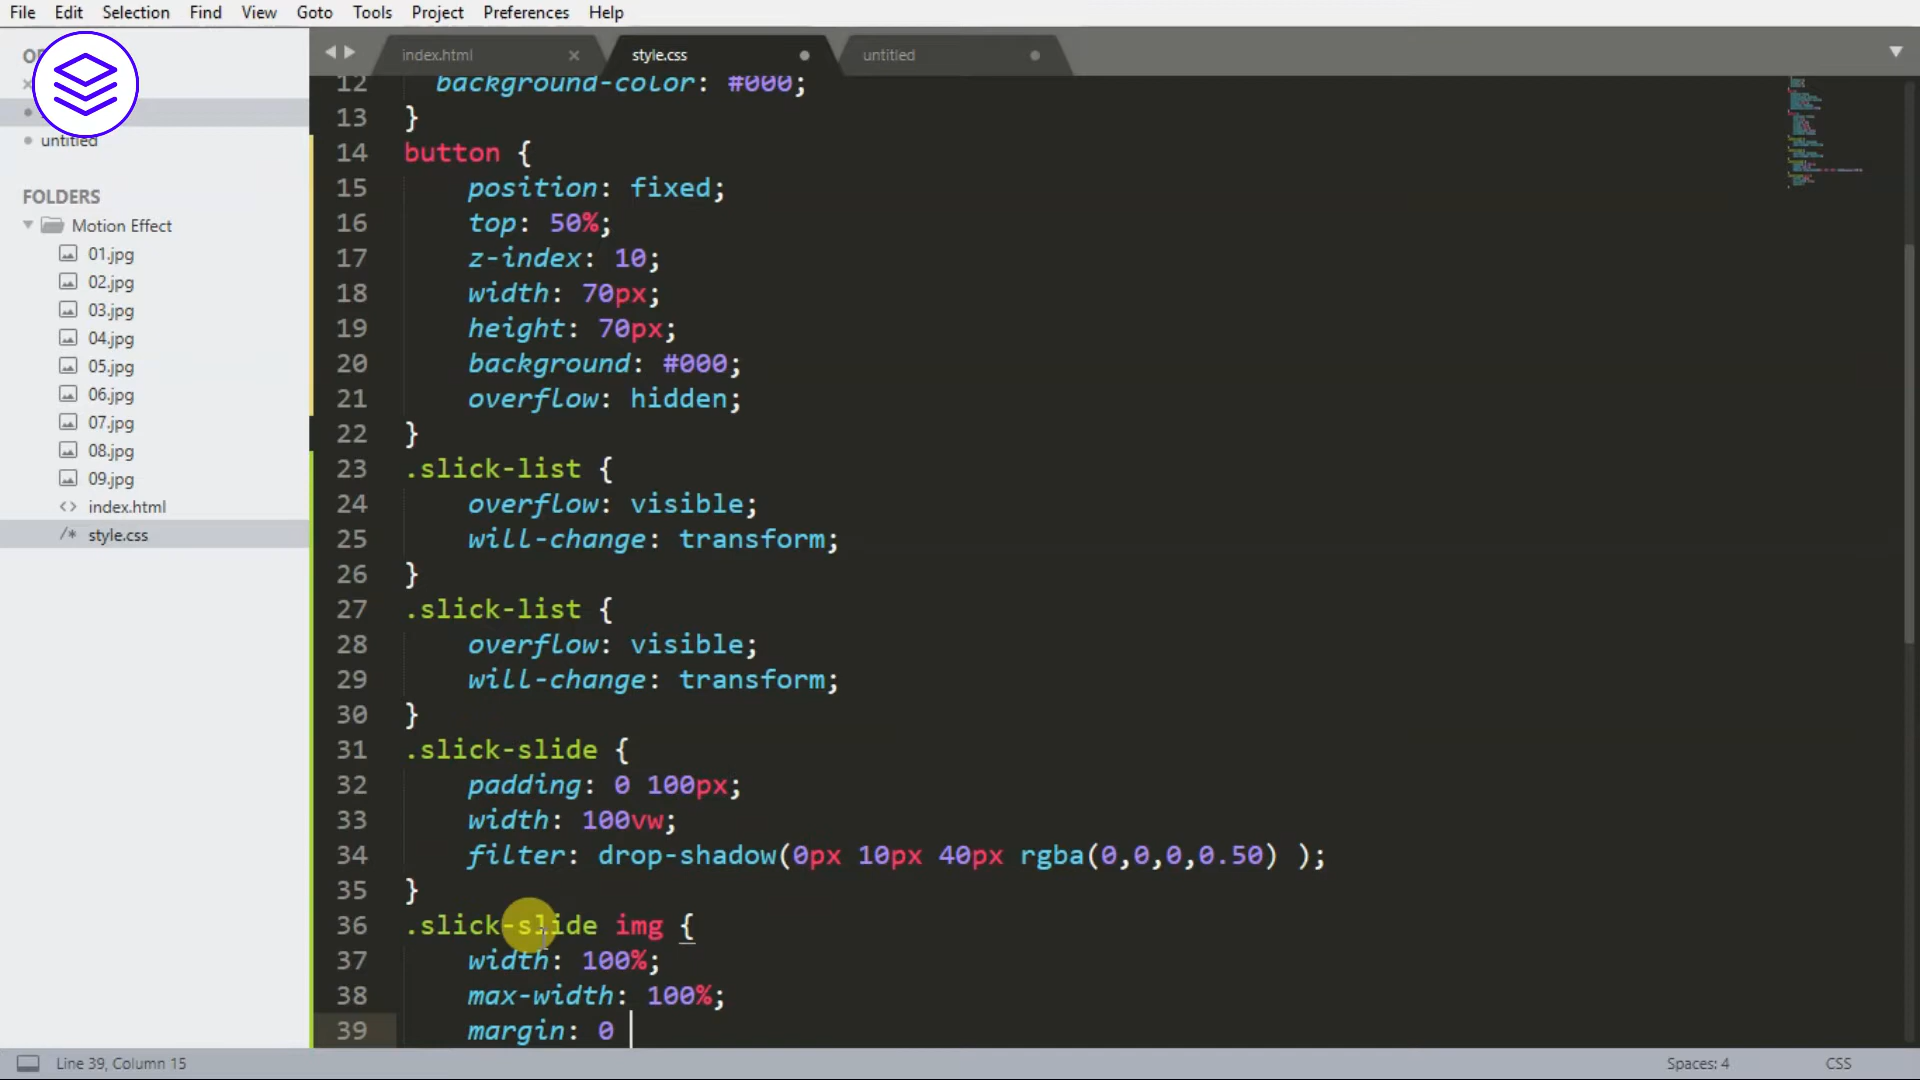 File Edit Selection Find View Goto Tools Project Preferences Help
index.html × style.css untitled
untitled
FOLDERS
Motion Effect
01.jpg
02.jpg
03.jpg
04.jpg
05.jpg
06.jpg
07.jpg
08.jpg
09.jpg
<> index.html
/* style.css
12 background-color: #000;
13 }
14 button {
15 position: fixed;
16 top: 50%;
17 z-index: 10;
18 width: 70px;
19 height: 70px;
20 background: #000;
21 overflow: hidden;
22 }
23 .slick-list {
24 overflow: visible;
25 will-change: transform;
26 }
27 .slick-list {
28 overflow: visible;
29 will-change: transform;
30 }
31 .slick-slide {
32 padding: 0 100px;
33 width: 100vw;
34 filter: drop-shadow(0px 10px 40px rgba(0,0,0,0.50) );
35 }
36 .slick-slide img {
37 width: 100%;
38 max-width: 100%;
39 margin: 0
Line 39, Column 15 Spaces: 4 CSS